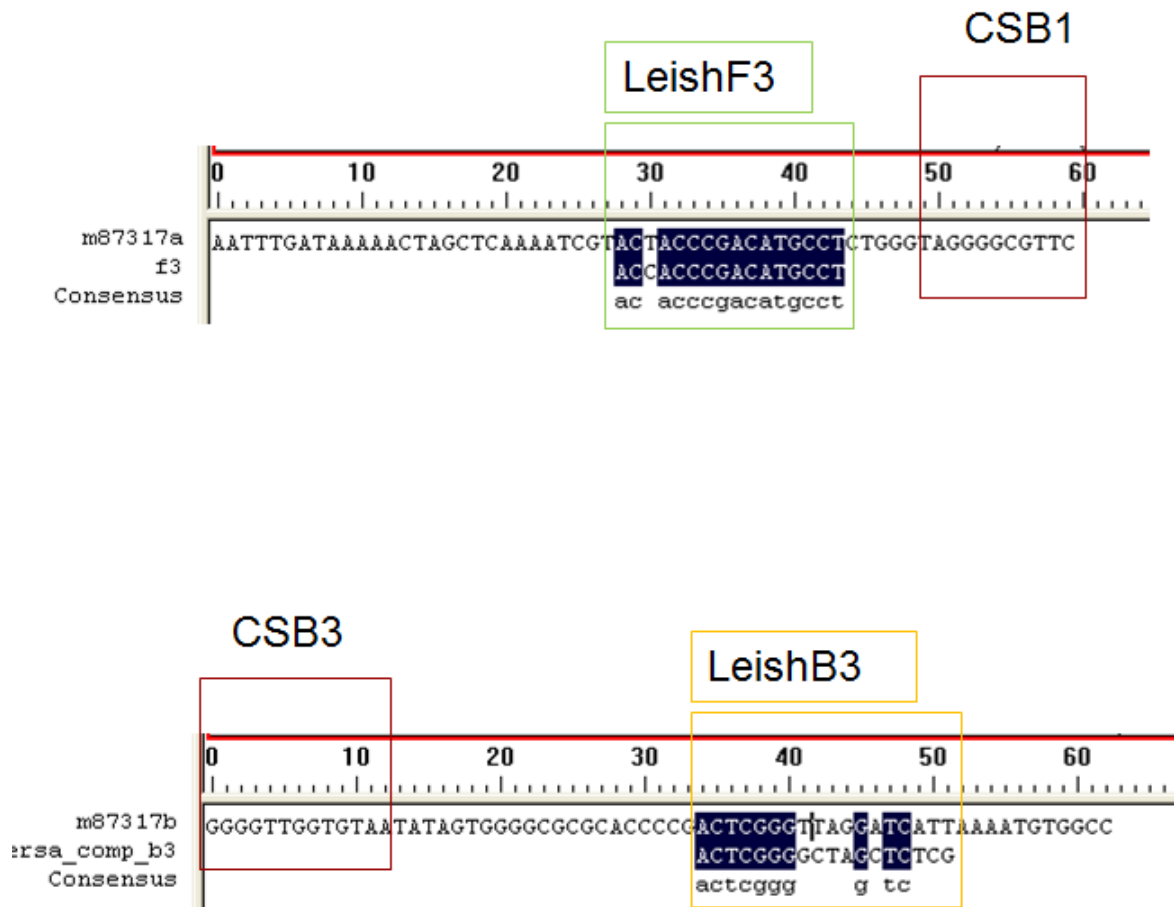 CSB1
LeishF3
0 10 20 30 40 50 60
m87317a AATTTGATAAAAACTAGCTCAAAATCGTACTACCCGACATGCCTCTGGGTAGGGGCGTTC
f3 ACCACCCGACATGCCT
Consensus ac acccgacatgcct
CSB3
LeishB3
0 10 20 30 40 50 60
m87317b GGGGTTGGTGTAATATAGTGGGGCGCGCACCCCGACTCGGGTTAGGATCATTAAAATGTGGCC
ersa_comp_b3 ACTCGGGGCTAGCTCTCG
Consensus actcggg g tc